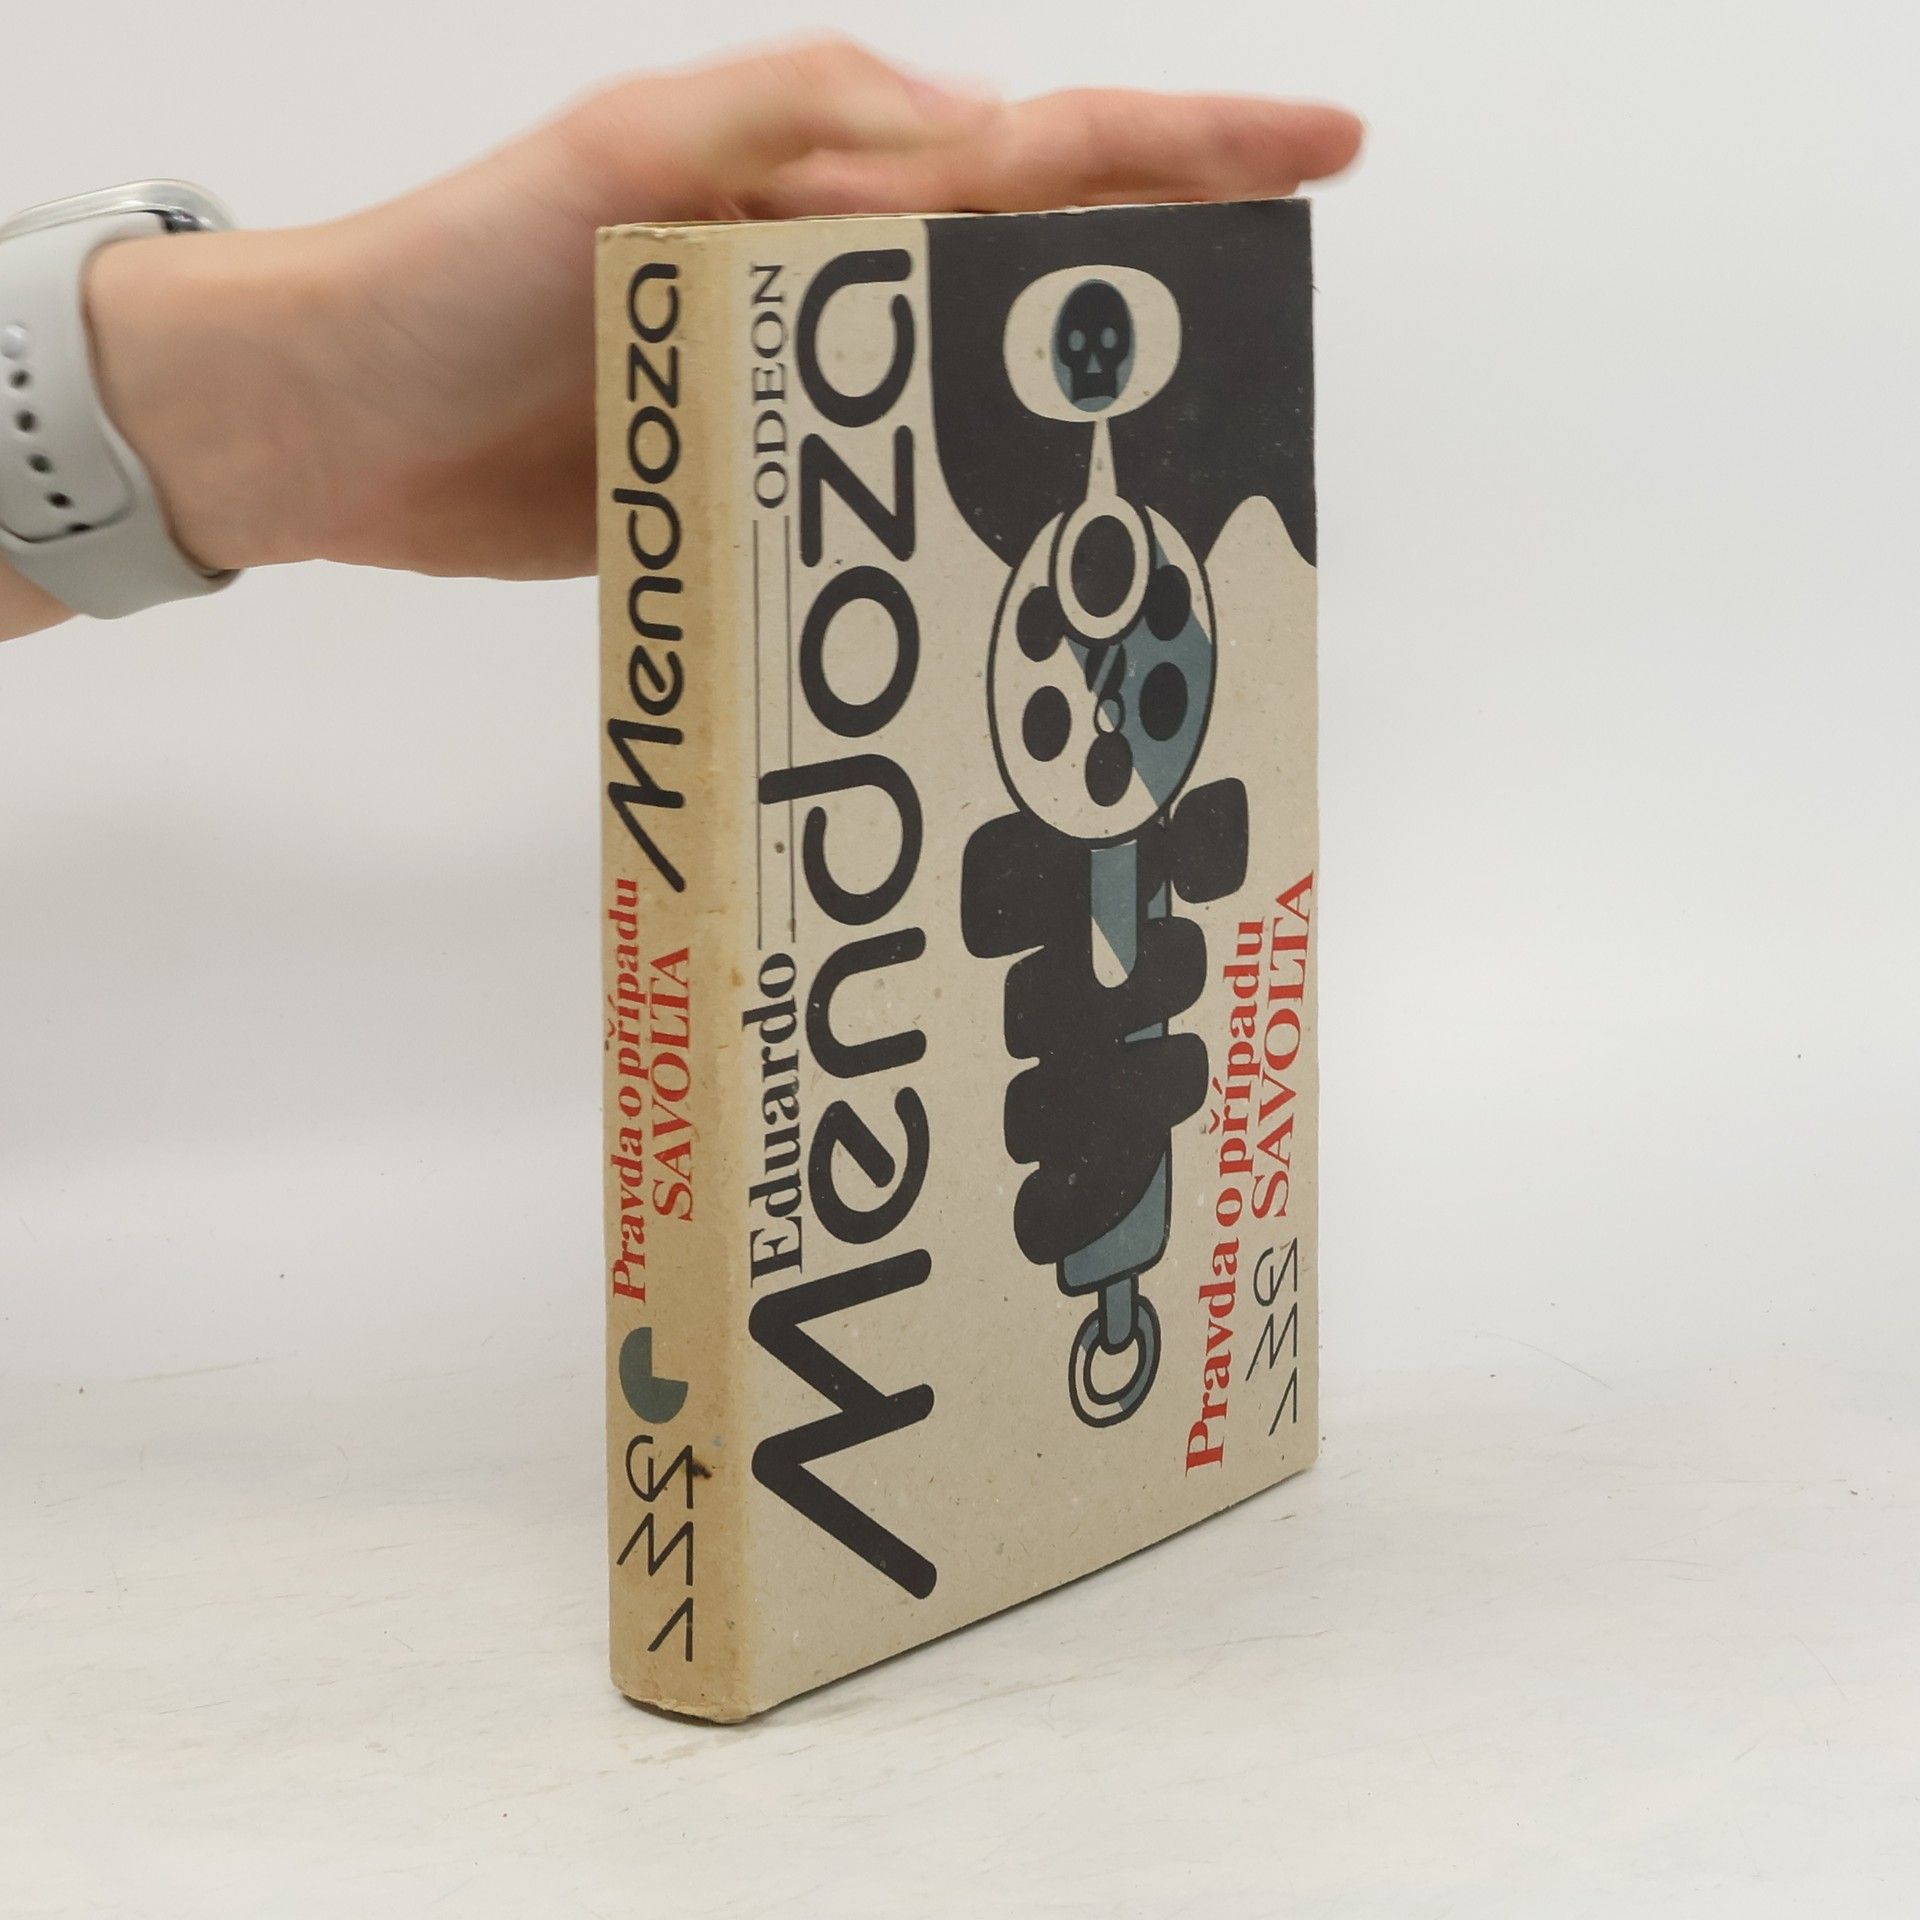 Mendoza
Pravda o případu
SAVOLTA
Eduardo
ODEON
Mendoza
Pravda o případu
SAVOLTA